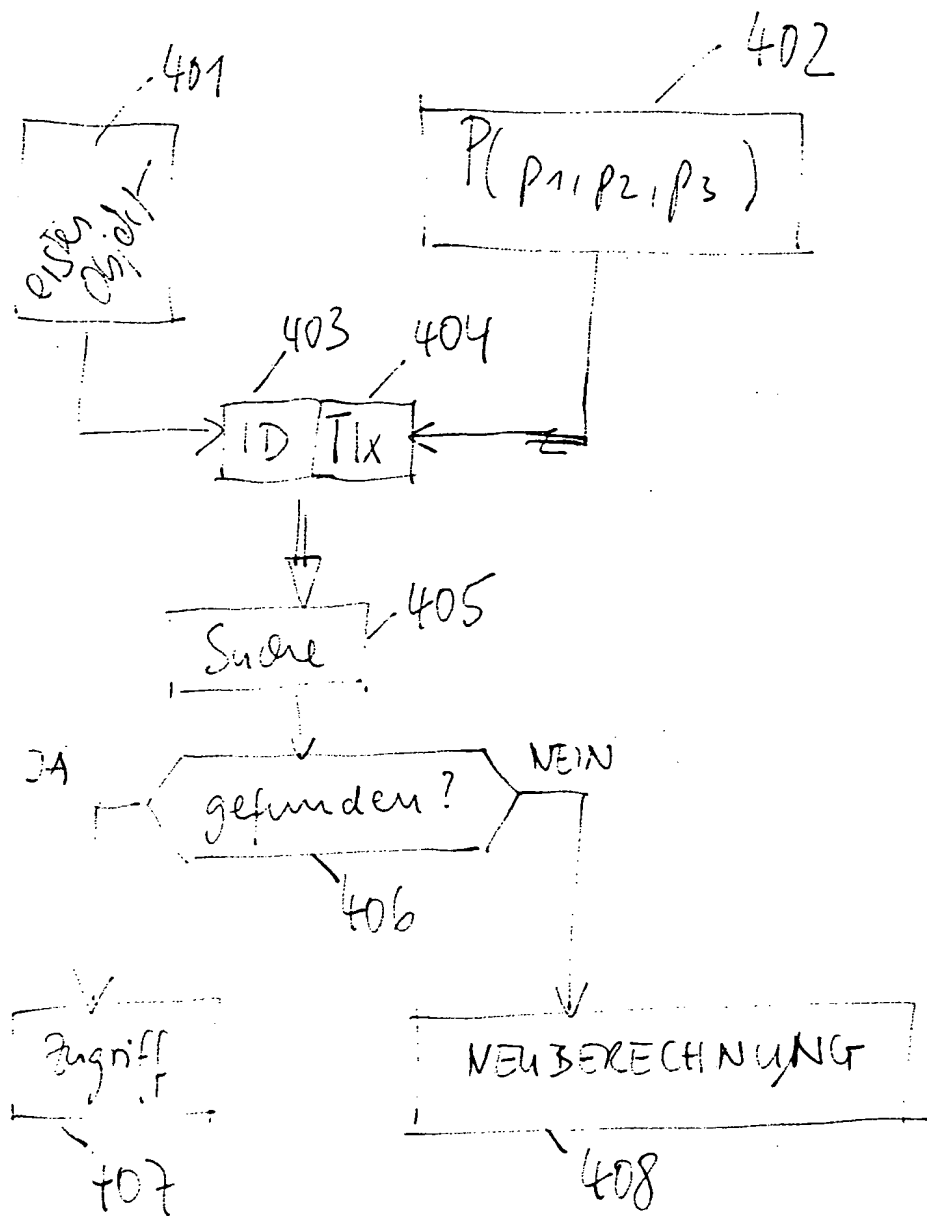 401
402
erstes
Objekt
P(p1,p2,p3)
403
404
ID
TIx
405
Suche
JA
NEIN
gefunden?
406
Zugriff
NEUBERECHNUNG
407
408